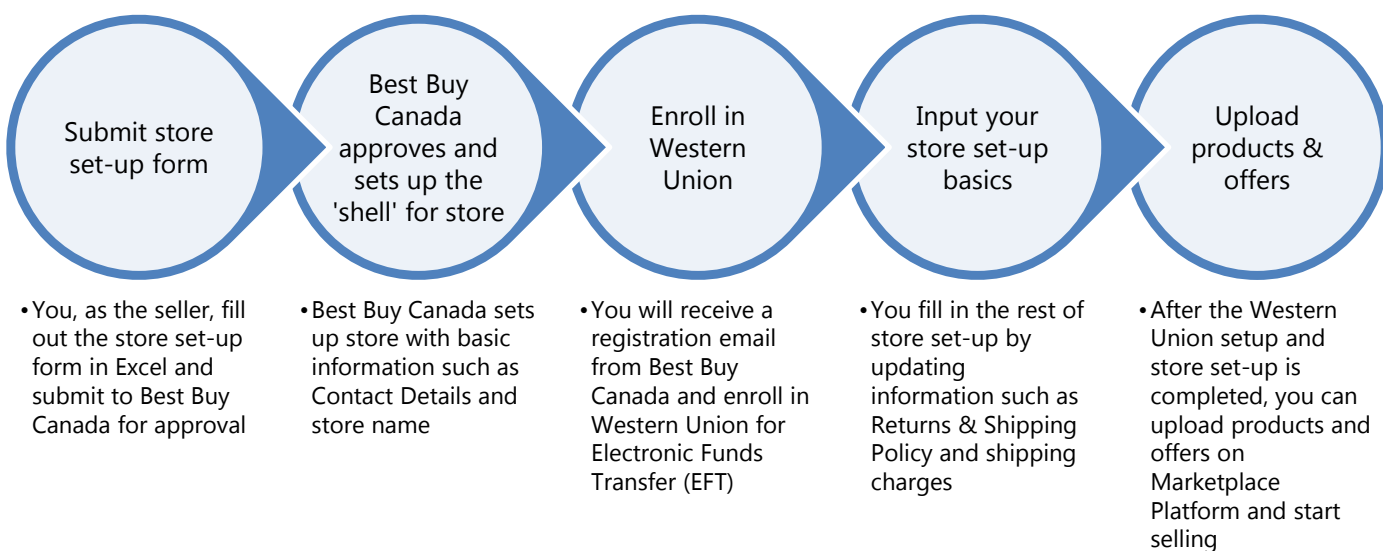 Submit store
set-up form
Best Buy
Canada
approves and
sets up the
'shell' for store
Enroll in
Western
Union
Input your
store set-up
basics
Upload
products &
offers
•You, as the seller, fill
out the store set-up
form in Excel and
submit to Best Buy
Canada for approval
•Best Buy Canada sets
up store with basic
information such as
Contact Details and
store name
•You will receive a
registration email
from Best Buy
Canada and enroll in
Western Union for
Electronic Funds
Transfer (EFT)
•You fill in the rest of
store set-up by
updating
information such as
Returns & Shipping
Policy and shipping
charges
•After the Western
Union setup and
store set-up is
completed, you can
upload products and
offers on
Marketplace
Platform and start
selling